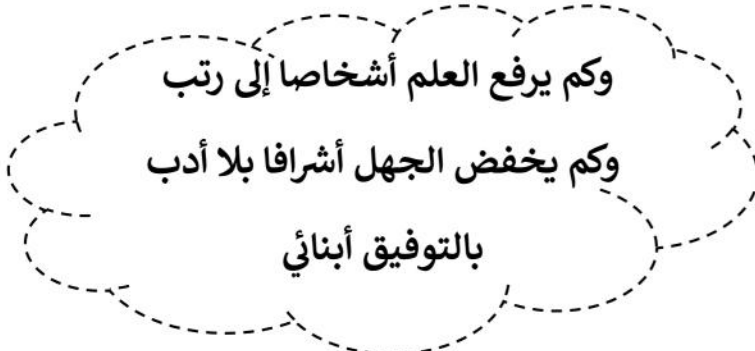 وكم يرفع العلم أشخاصا إلى رتب
وكم يخفض الجهل أشرافا بلا أدب
بالتوفيق أبنائي